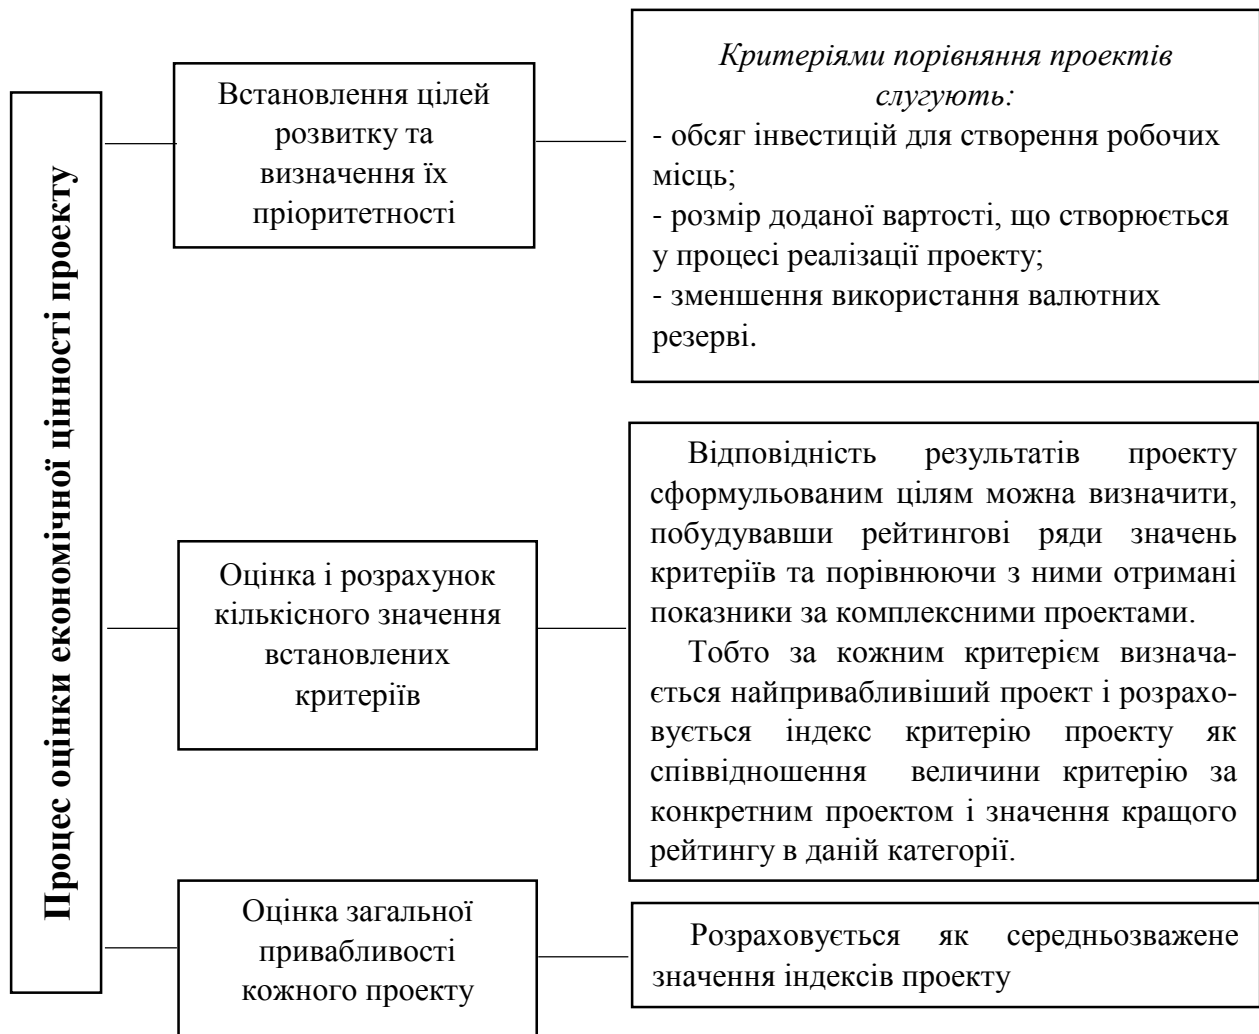 Процес оцінки економічної цінності проекту
Встановлення цілей
розвитку та
визначення їх
пріоритетності
Критеріями порівняння проектів
слугують:
- обсяг інвестицій для створення робочих
місць;
- розмір доданої вартості, що створюється
у процесі реалізації проекту;
- зменшення використання валютних
резерві.
Оцінка і розрахунок
кількісного значення
встановлених
критеріїв
Відповідність результатів проекту
сформульованим цілям можна визначити,
побудувавши рейтингові ряди значень
критеріїв та порівнюючи з ними отримані
показники за комплексними проектами.
Тобто за кожним критерієм визнача-
ється найпривабливіший проект і розрахо-
вується індекс критерію проекту як
співвідношення величини критерію за
конкретним проектом і значення кращого
рейтингу в даній категорії.
Оцінка загальної
привабливості
кожного проекту
Розраховується як середньозважене
значення індексів проекту